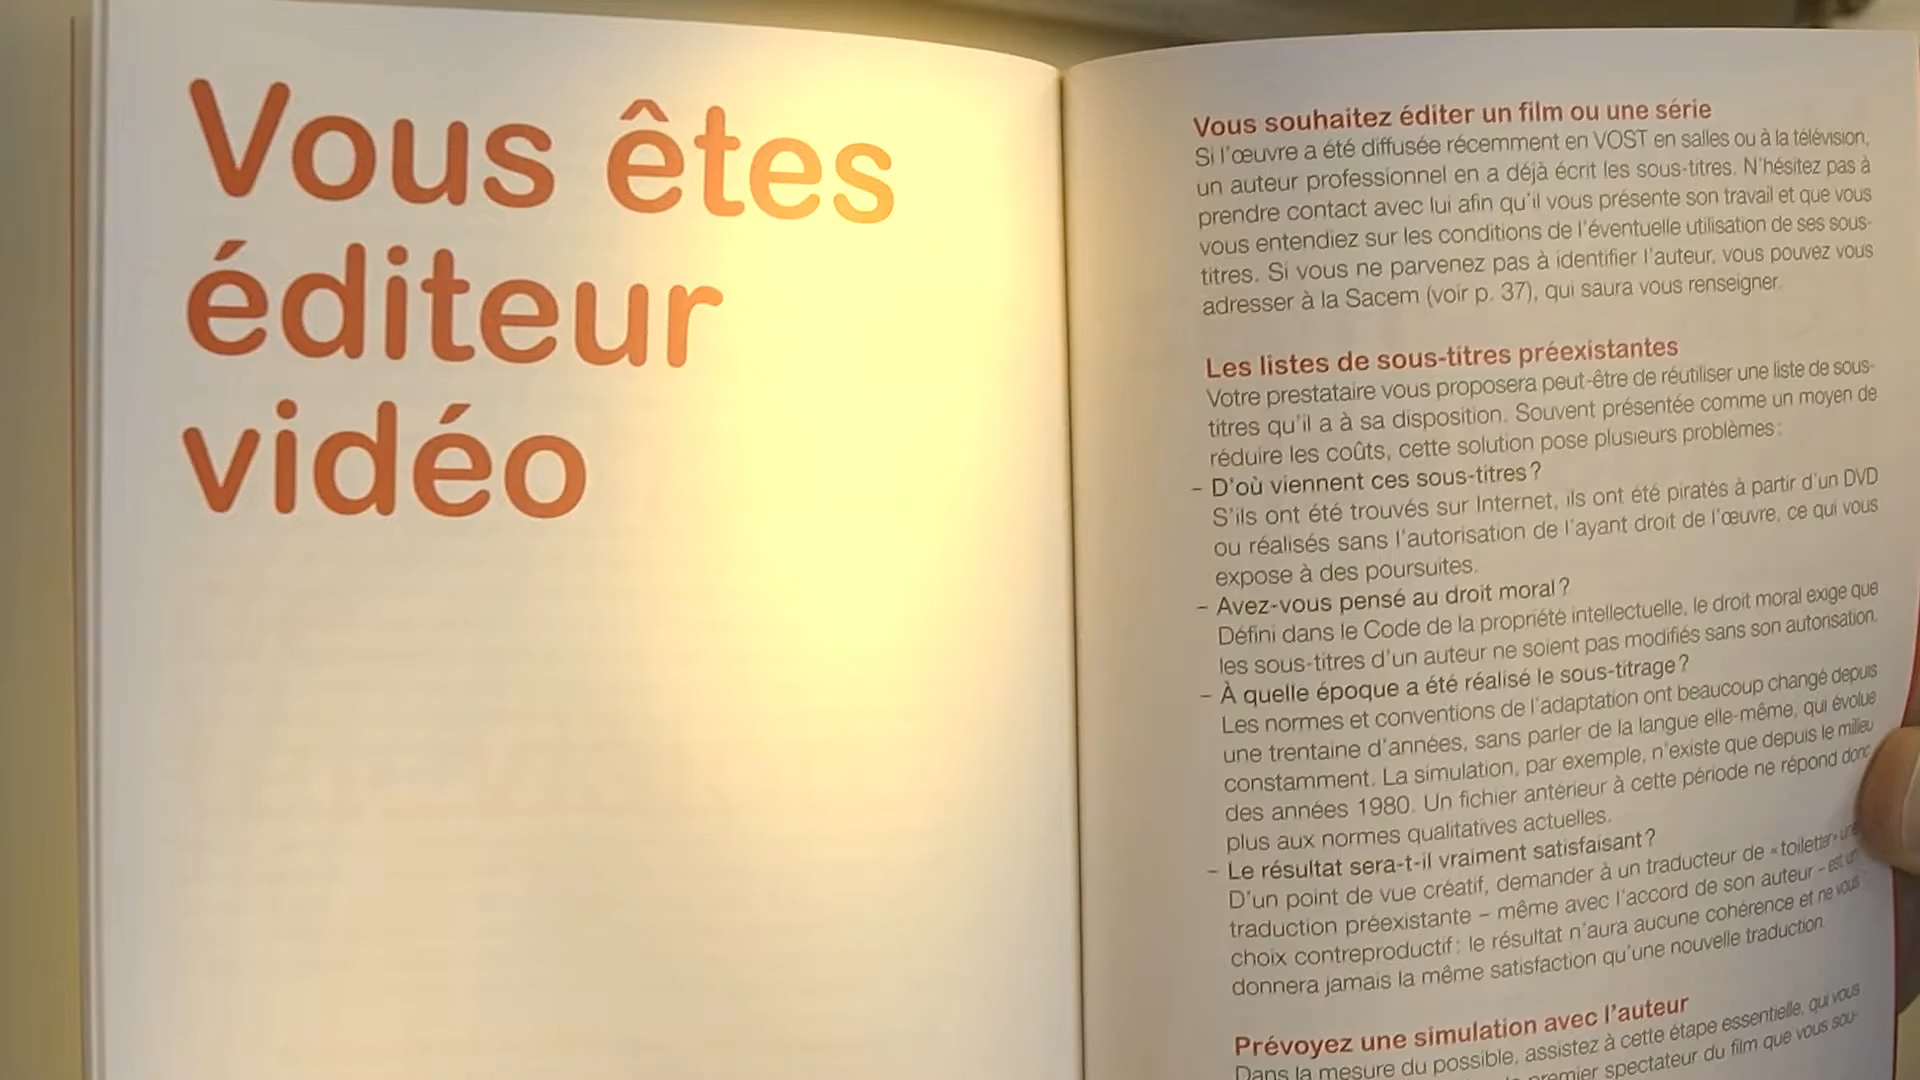 Vous êtes
éditeur
vidéo
Vous souhaitez éditer un film ou une série
Si l'œuvre a été diffusée récemment en VOST en salles ou à la télévision,
un auteur professionnel en a déjà écrit les sous-titres. N'hésitez pas à
prendre contact avec lui afin qu'il vous présente son travail et que vous
vous entendiez sur les conditions de l'éventuelle utilisation de ses sous-
titres. Si vous ne parvenez pas à identifier l'auteur, vous pouvez vous
adresser à la Sacem (voir p. 37), qui saura vous renseigner.
Les listes de sous-titres préexistantes
Votre prestataire vous proposera peut-être de réutiliser une liste de sous-
titres qu'il a à sa disposition. Souvent présentée comme un moyen de
réduire les coûts, cette solution pose plusieurs problèmes :
– D'où viennent ces sous-titres ?
S'ils ont été trouvés sur Internet, ils ont été piratés à partir d'un DVD
ou réalisés sans l'autorisation de l'ayant droit de l'œuvre, ce qui vous
expose à des poursuites.
– Avez-vous pensé au droit moral ?
Défini dans le Code de la propriété intellectuelle, le droit moral exige que
les sous-titres d'un auteur ne soient pas modifiés sans son autorisation.
– À quelle époque a été réalisé le sous-titrage ?
Les normes et conventions de l'adaptation ont beaucoup changé depuis
une trentaine d'années, sans parler de la langue elle-même, qui évolue
constamment. La simulation, par exemple, n'existe que depuis le milieu
des années 1980. Un fichier antérieur à cette période ne répond donc
plus aux normes qualitatives actuelles.
– Le résultat sera-t-il vraiment satisfaisant ?
D'un point de vue créatif, demander à un traducteur de « toiletter » une
traduction préexistante – même avec l'accord de son auteur – est un
choix contreproductif : le résultat n'aura aucune cohérence et ne vous
donnera jamais la même satisfaction qu'une nouvelle traduction.
Prévoyez une simulation avec l'auteur
Dans la mesure du possible, assistez à cette étape essentielle, qui vous
premier spectateur du film que vous sou-